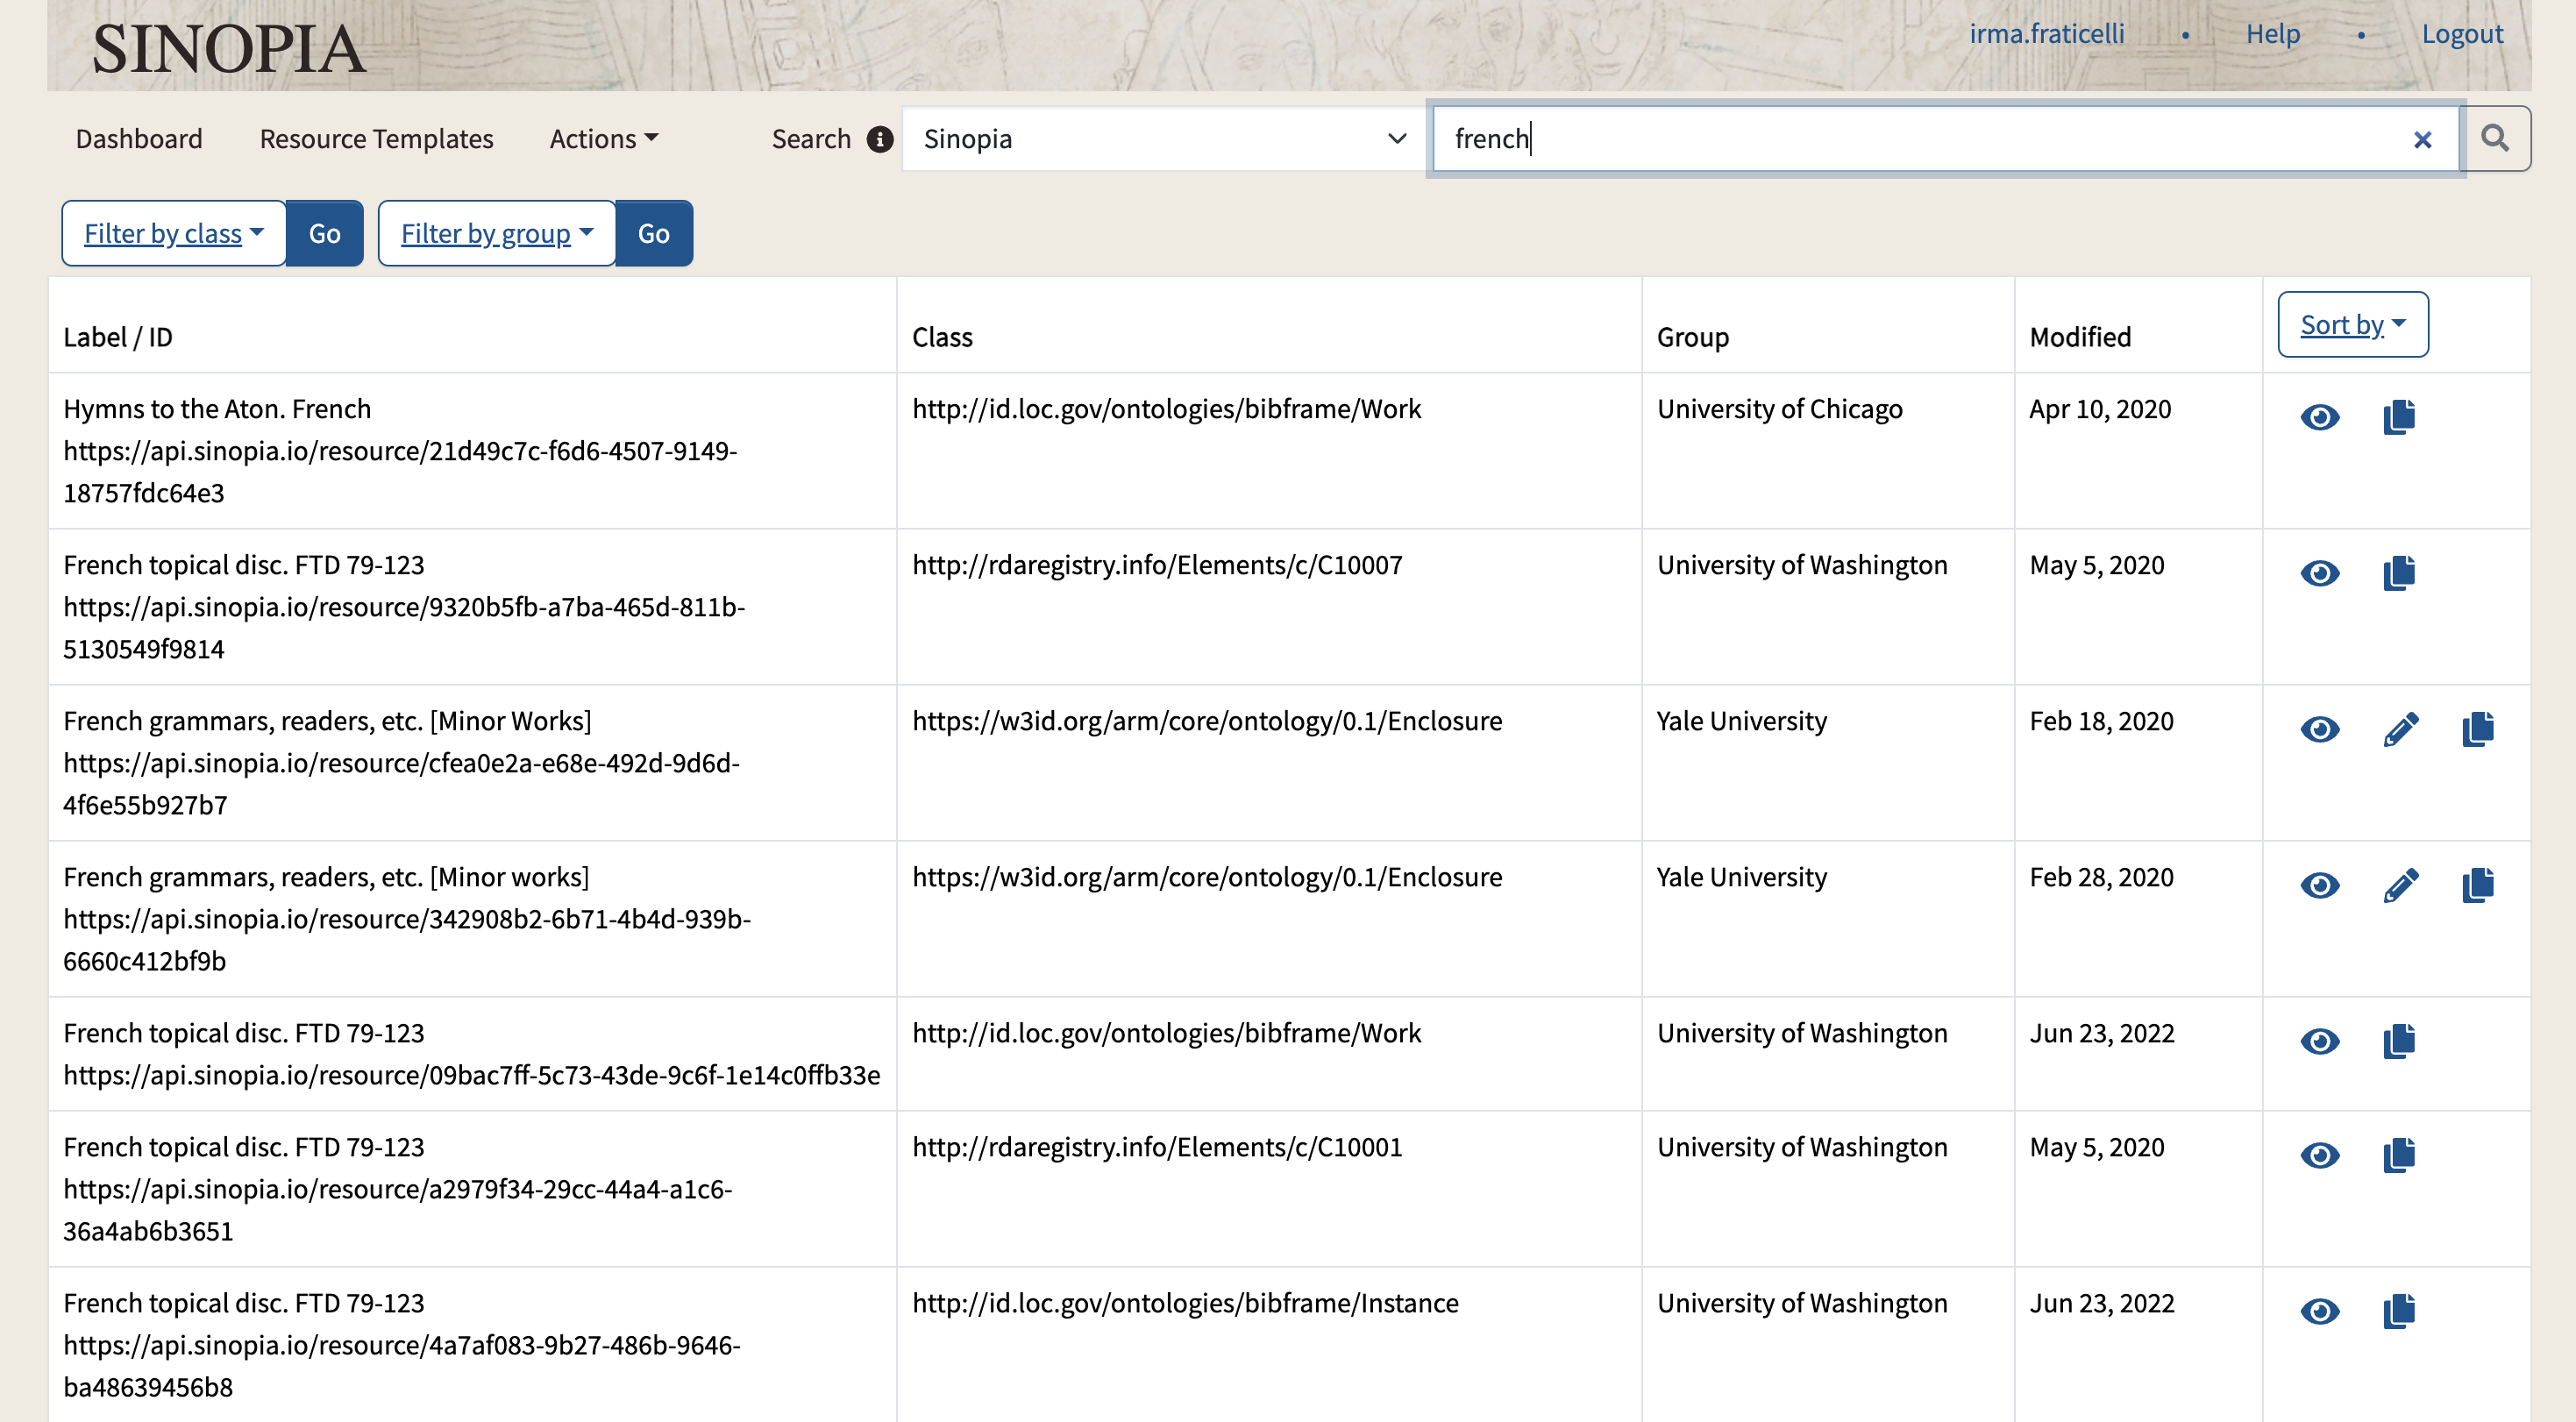 SINOPIA
irma.fraticelli • Help • Logout
Dashboard Resource Templates Actions Search Sinopia french
Filter by class Go Filter by group Go
Label / ID Class Group Modified Sort by
Hymns to the Aton. French http://id.loc.gov/ontologies/bibframe/Work University of Chicago Apr 10, 2020
https://api.sinopia.io/resource/21d49c7c-f6d6-4507-9149-
18757fdc64e3
French topical disc. FTD 79-123 http://rdaregistry.info/Elements/c/C10007 University of Washington May 5, 2020
https://api.sinopia.io/resource/9320b5fb-a7ba-465d-811b-
5130549f9814
French grammars, readers, etc. [Minor Works] https://w3id.org/arm/core/ontology/0.1/Enclosure Yale University Feb 18, 2020
https://api.sinopia.io/resource/cfea0e2a-e68e-492d-9d6d-
4f6e55b927b7
French grammars, readers, etc. [Minor works] https://w3id.org/arm/core/ontology/0.1/Enclosure Yale University Feb 28, 2020
https://api.sinopia.io/resource/342908b2-6b71-4b4d-939b-
6660c412bf9b
French topical disc. FTD 79-123 http://id.loc.gov/ontologies/bibframe/Work University of Washington Jun 23, 2022
https://api.sinopia.io/resource/09bac7ff-5c73-43de-9c6f-1e14c0ffb33e
French topical disc. FTD 79-123 http://rdaregistry.info/Elements/c/C10001 University of Washington May 5, 2020
https://api.sinopia.io/resource/a2979f34-29cc-44a4-a1c6-
36a4ab6b3651
French topical disc. FTD 79-123 http://id.loc.gov/ontologies/bibframe/Instance University of Washington Jun 23, 2022
https://api.sinopia.io/resource/4a7af083-9b27-486b-9646-
ba48639456b8